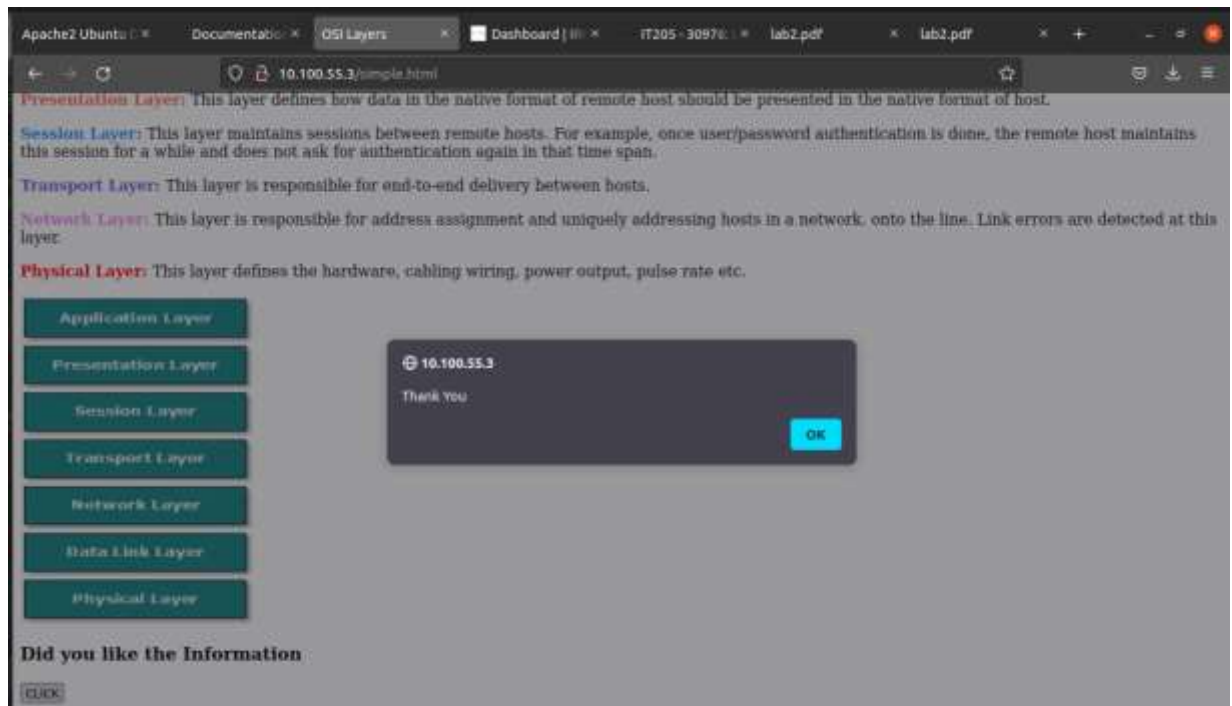 Apache2 Ubuntu Documentatio OSI Layers Dashboard | IT205 - 3097 lab2.pdf lab2.pdf
10.100.55.3/simple.html
Presentation Layer: This layer defines how data in the native format of remote host should be presented in the native format of host.
Session Layer: This layer maintains sessions between remote hosts. For example, once user/password authentication is done, the remote host maintains
this session for a while and does not ask for authentication again in that time span.
Transport Layer: This layer is responsible for end-to-end delivery between hosts.
Network Layer: This layer is responsible for address assignment and uniquely addressing hosts in a network. onto the line. Link errors are detected at this
layer.
Physical Layer: This layer defines the hardware, cabling wiring, power output, pulse rate etc.
Application Layer
Presentation Layer
10.100.55.3
Thank You
OK
Session Layer
Transport Layer
Network Layer
Data Link Layer
Physical Layer
Did you like the Information
CLICK